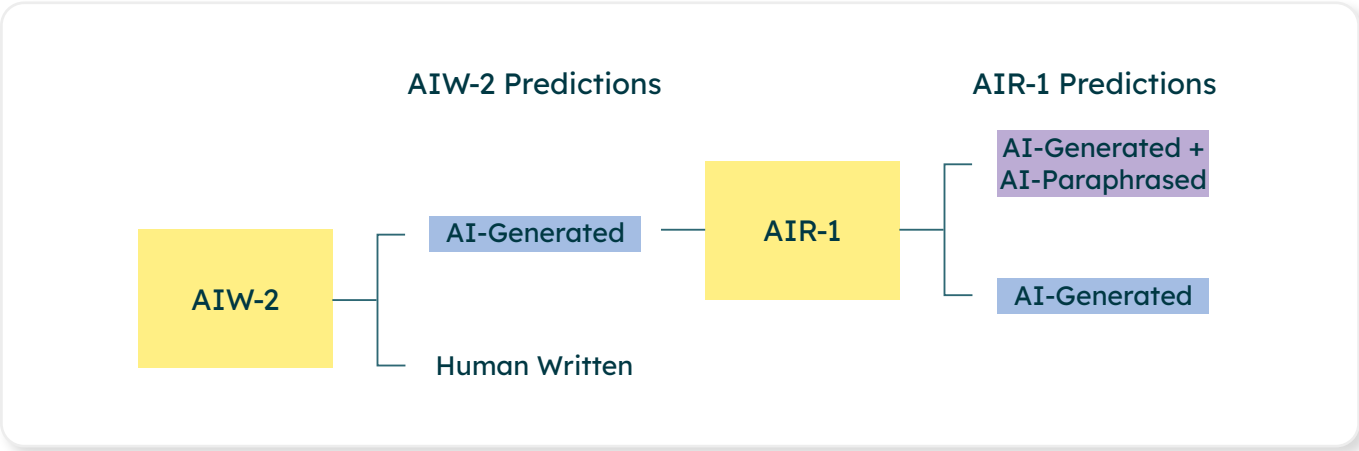 AIW-2 Predictions
AIR-1 Predictions
AI-Generated +
AI-Paraphrased
AI-Generated
AIR-1
AIW-2
AI-Generated
Human Written